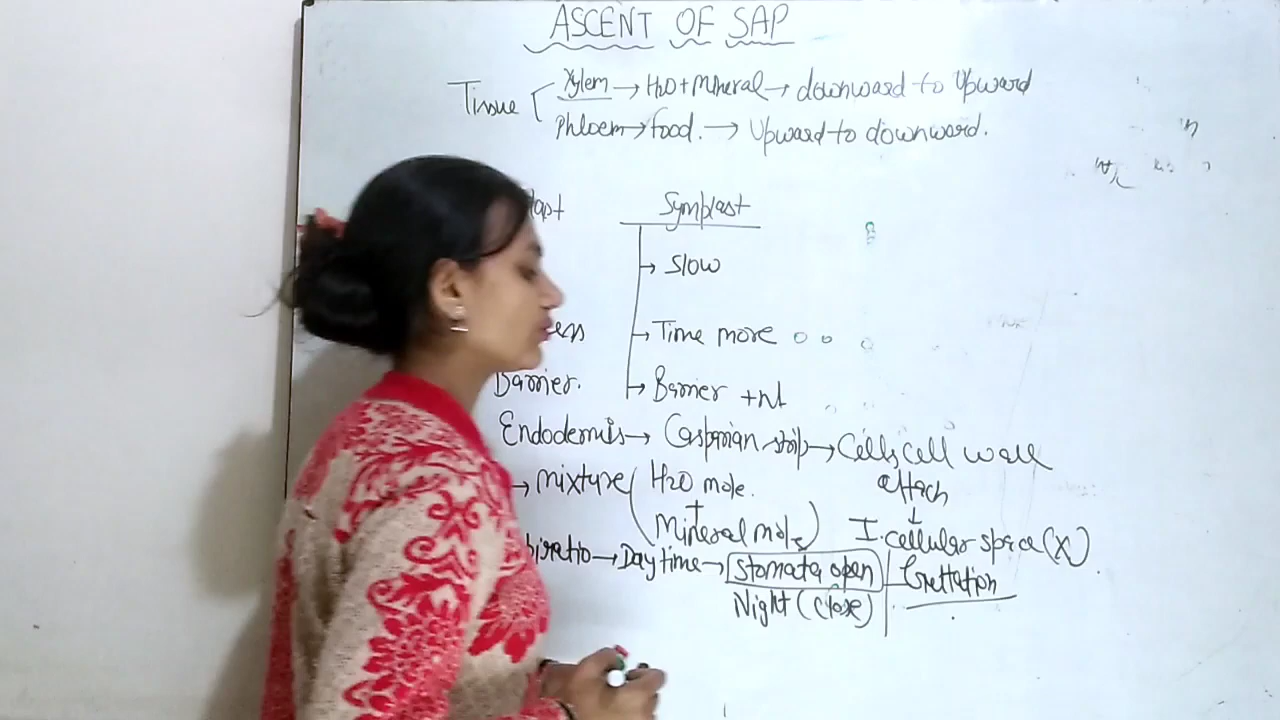 ASCENT OF SAP
Tissue
Xylem → H2O + Mineral → downward to Upward
Phloem → food. → Upward to downward.
Symplast
→ Slow
→ Time more
Barrier.
→ Barrier +nt
Endodermis → Casparian strip → Cells cell wall
attach
↓
I. cellular space (X)
→ mixture ( H2O mole.
+
Mineral mole )
→ Day time → Stomata open
Night (close)